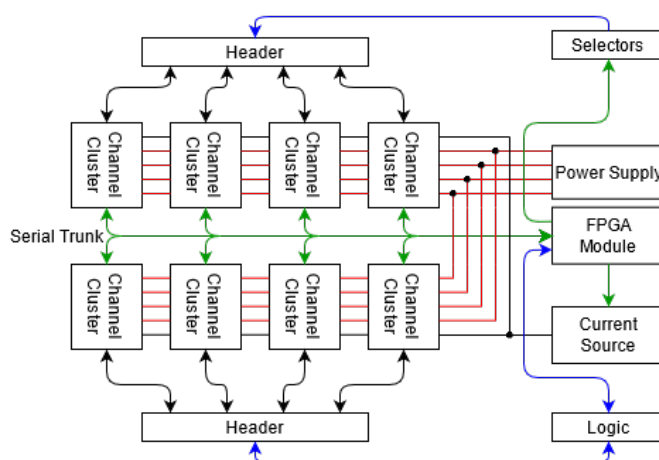 Header
Selectors
Channel
Cluster
Channel
Cluster
Channel
Cluster
Channel
Cluster
Power Supply
Serial Trunk
FPGA
Module
Channel
Cluster
Channel
Cluster
Channel
Cluster
Channel
Cluster
Current
Source
Header
Logic